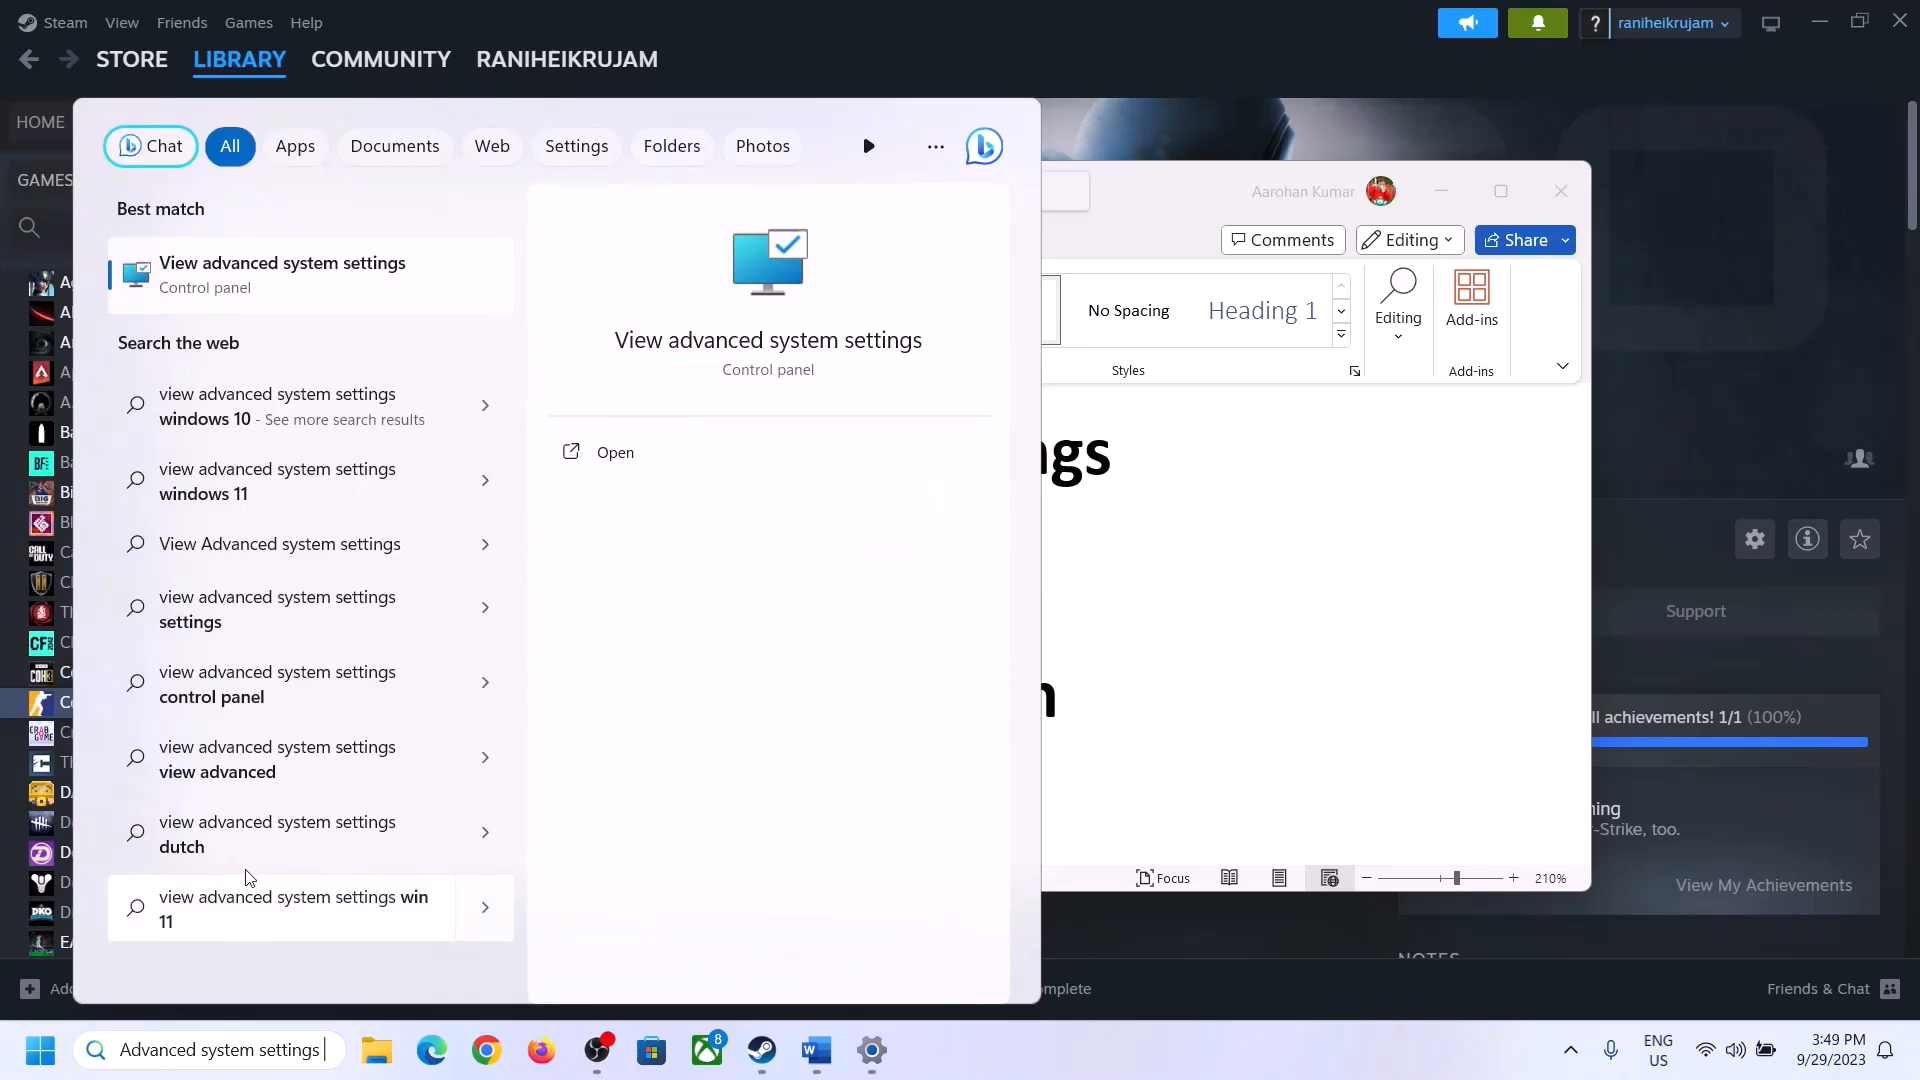 Steam View Friends Games Help
raniheikrujam
STORE LIBRARY COMMUNITY RANIHEIKRUJAM
HOME
GAMES
Chat All Apps Documents Web Settings Folders Photos
Best match
View advanced system settings
Control panel
Search the web
view advanced system settings
windows 10 - See more search results
view advanced system settings
windows 11
View Advanced system settings
view advanced system settings
settings
view advanced system settings
control panel
view advanced system settings
view advanced
view advanced system settings
dutch
view advanced system settings win
11
View advanced system settings
Control panel
Open
Aarohan Kumar
Comments Editing Share
No Spacing Heading 1
Editing
Add-ins
Styles
Add-ins
ngs
n
Focus
210%
Support
ll achievements! 1/1 (100%)
ning
-Strike, too.
View My Achievements
NOTES
Add
omplete
Friends & Chat
Advanced system settings
8
ENG
US
3:49 PM
9/29/2023